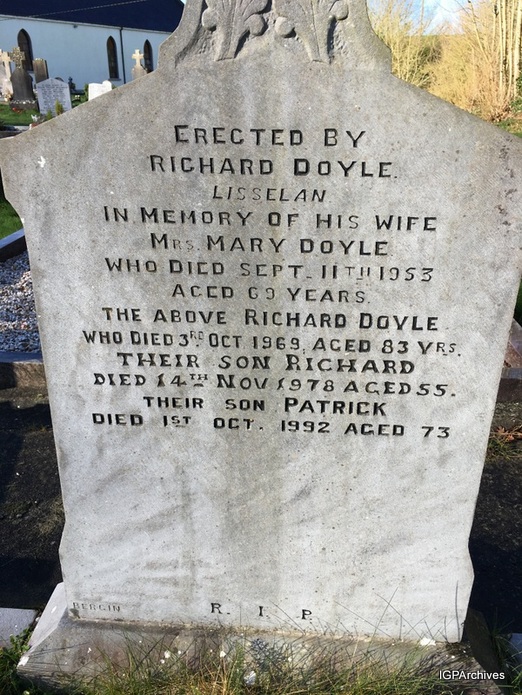 ERECTED BY
RICHARD DOYLE.
LISSELAN
IN MEMORY OF HIS WIFE
MRS. MARY DOYLE
WHO DIED SEPT. 11TH 1953
AGED 69 YEARS.
THE ABOVE RICHARD DOYLE.
WHO DIED 3RD OCT 1969, AGED 83 YRS.
THEIR SON RICHARD
DIED 14TH NOV 1978 AGED 55.
THEIR SON PATRICK
DIED 1ST OCT. 1992 AGED 73
BERGIN
R. I. P.
IGPArchives